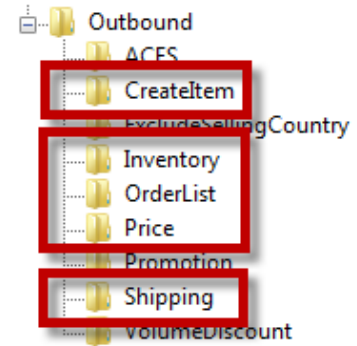 Outbound
ACES
CreateItem
ExcludeSellingCountry
Inventory
OrderList
Price
Promotion
Shipping
VolumeDiscount